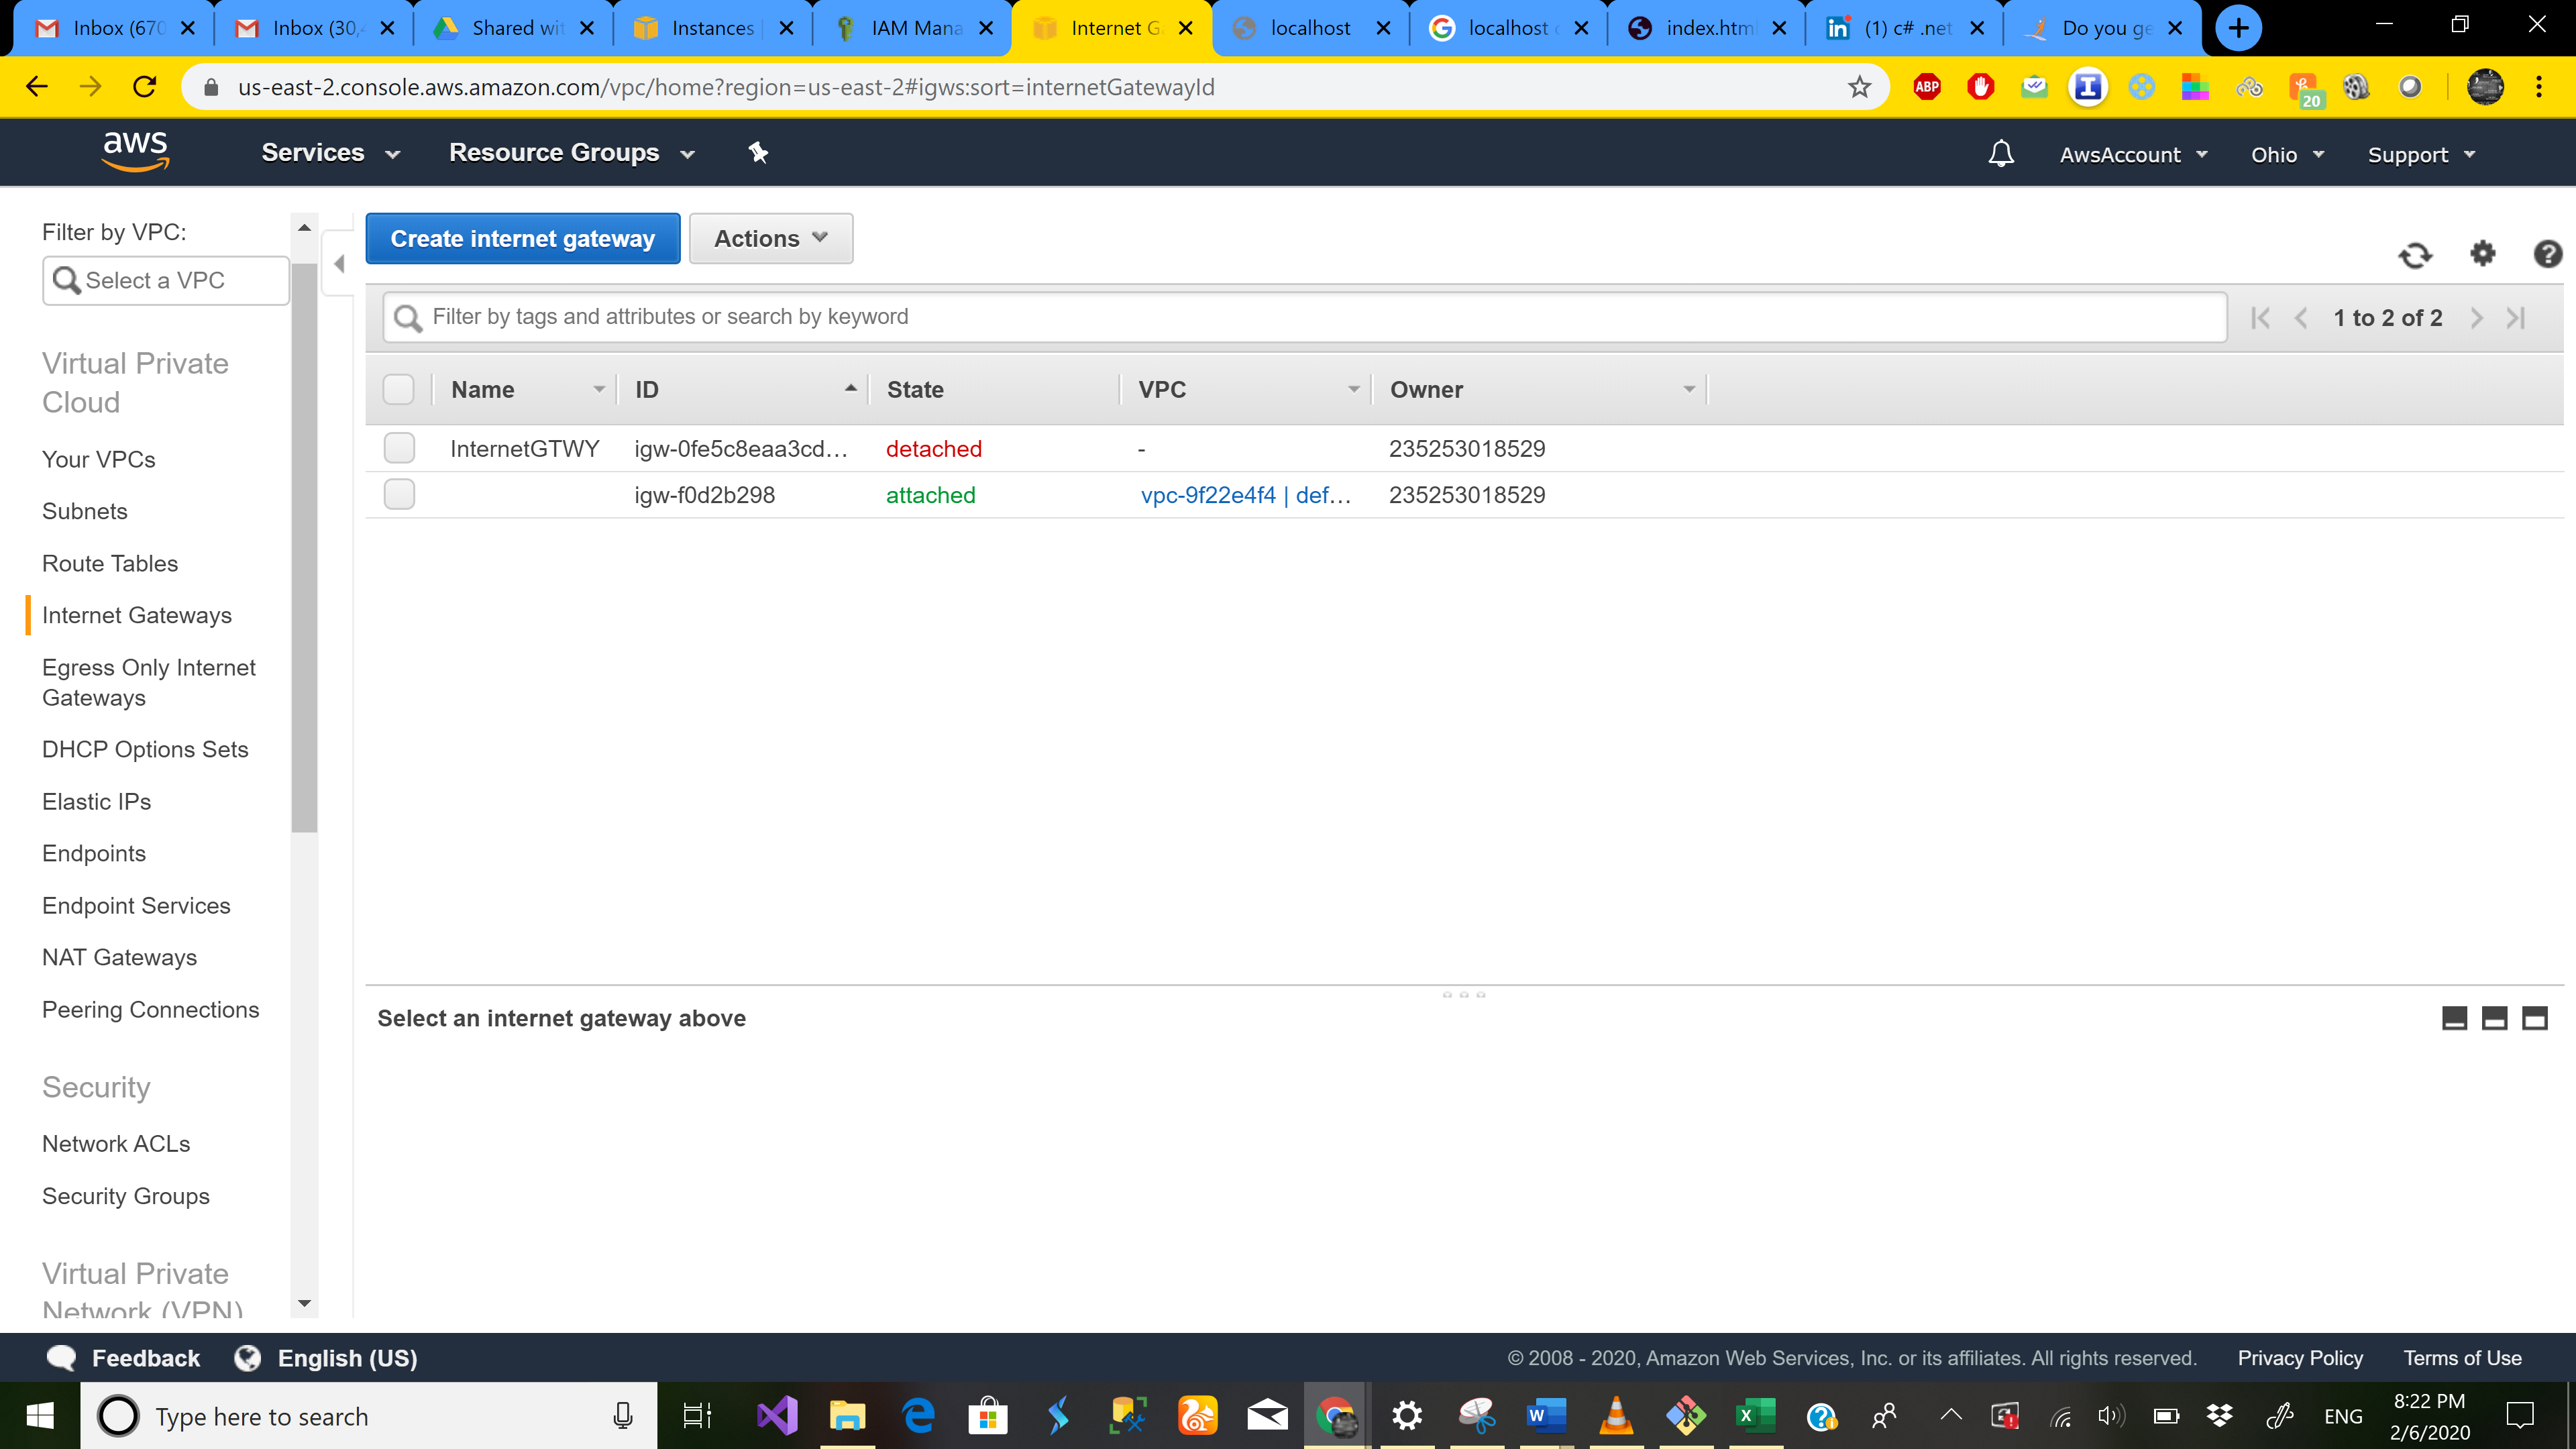 Inbox (670
Inbox (30,4
Shared wit
Instances |
IAM Mana
Internet G
localhost
localhost c
index.html
(1) c# .net
Do you ge
us-east-2.console.aws.amazon.com/vpc/home?region=us-east-2#igws:sort=internetGatewayId
ABP
20
aws
Services
Resource Groups
AwsAccount
Ohio
Support
Filter by VPC:
Select a VPC
Virtual Private
Cloud
Your VPCs
Subnets
Route Tables
Internet Gateways
Egress Only Internet
Gateways
DHCP Options Sets
Elastic IPs
Endpoints
Endpoint Services
NAT Gateways
Peering Connections
Security
Network ACLs
Security Groups
Virtual Private
Network (VPN)
Create internet gateway
Actions
Filter by tags and attributes or search by keyword
1 to 2 of 2
Name ID State VPC Owner
InternetGTWY igw-0fe5c8eaa3cd... detached - 235253018529
igw-f0d2b298 attached vpc-9f22e4f4 | def... 235253018529
Select an internet gateway above
Feedback
English (US)
© 2008 - 2020, Amazon Web Services, Inc. or its affiliates. All rights reserved.
Privacy Policy
Terms of Use
Type here to search
ENG
8:22 PM
2/6/2020